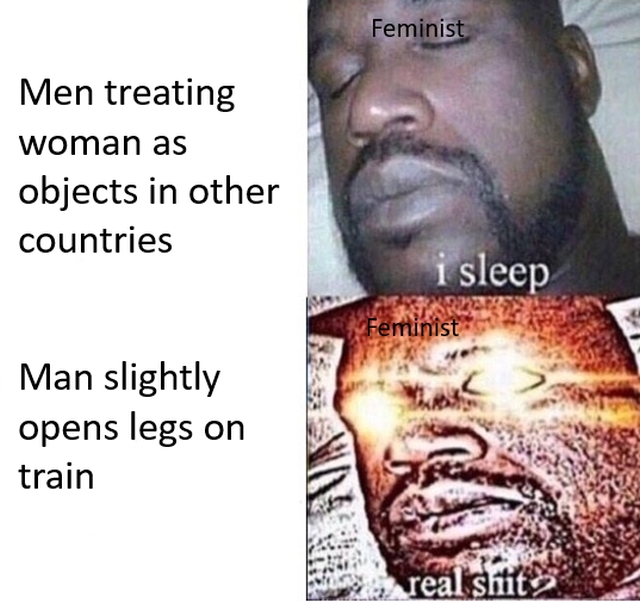 Feminist
Men treating
woman as
objects in other
countries
i sleep
Feminist
Man slightly
opens legs on
train
real shit?